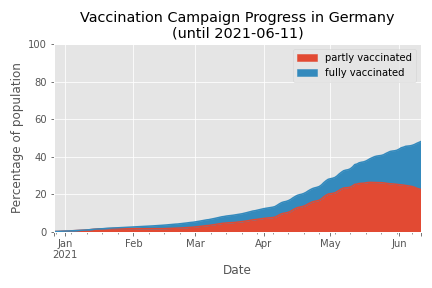 Vaccination Campaign Progress in Germany
(until 2021-06-11)
100
80
60
40
20
0
Percentage of population
partly vaccinated
fully vaccinated
Jan
2021
Feb
Mar
Apr
May
Jun
Date